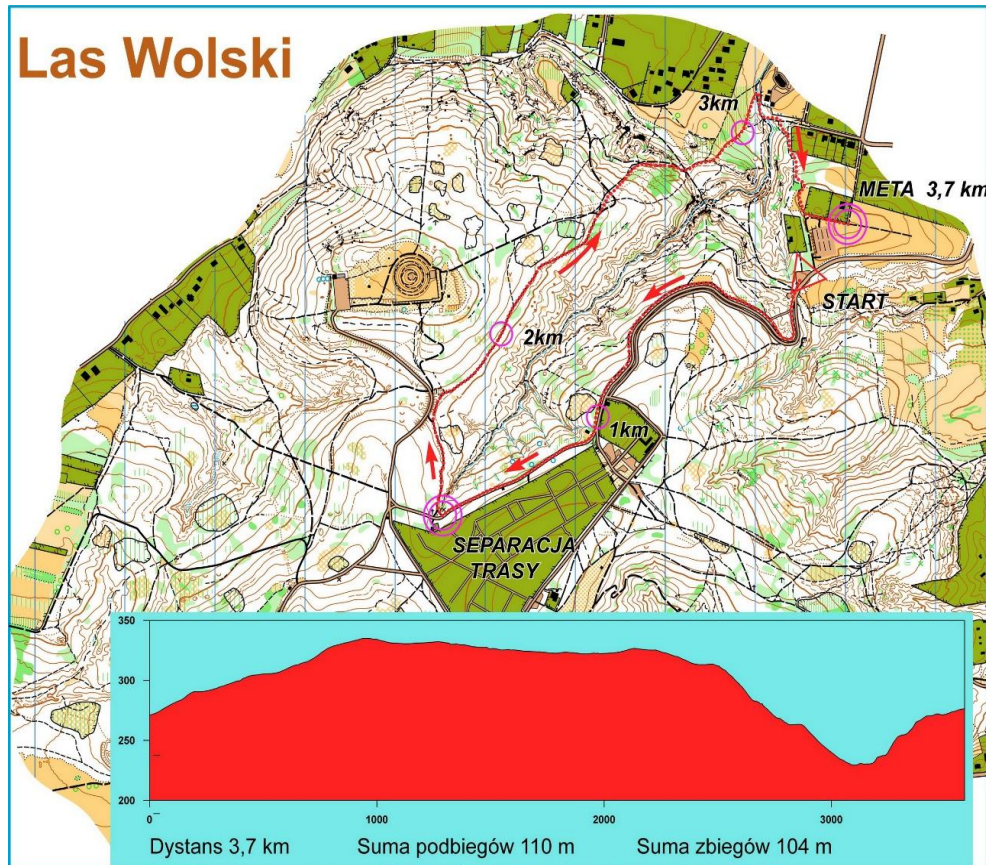 Las Wolski
3km
META 3,7 km
START
2km
1km
SEPARACJA
TRASY
350
300
250
200
0
1000
2000
3000
Dystans 3,7 km
Suma podbiegów 110 m
Suma zbiegów 104 m